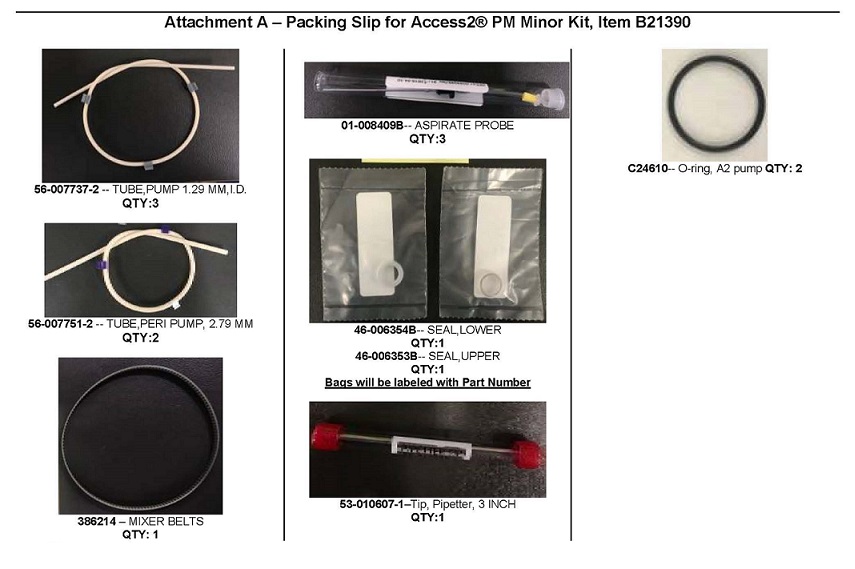 Attachment A – Packing Slip for Access2® PM Minor Kit, Item B21390
56-007737-2 -- TUBE,PUMP 1.29 MM,I.D.
QTY:3
56-007751-2 -- TUBE,PERI PUMP, 2.79 MM
QTY:2
386214 – MIXER BELTS
QTY: 1
01-008409B-- ASPIRATE PROBE
QTY:3
46-006354B-- SEAL,LOWER
QTY:1
46-006353B-- SEAL,UPPER
QTY:1
Bags will be labeled with Part Number
53-010607-1–Tip, Pipetter, 3 INCH
QTY:1
C24610-- O-ring, A2 pump QTY: 2